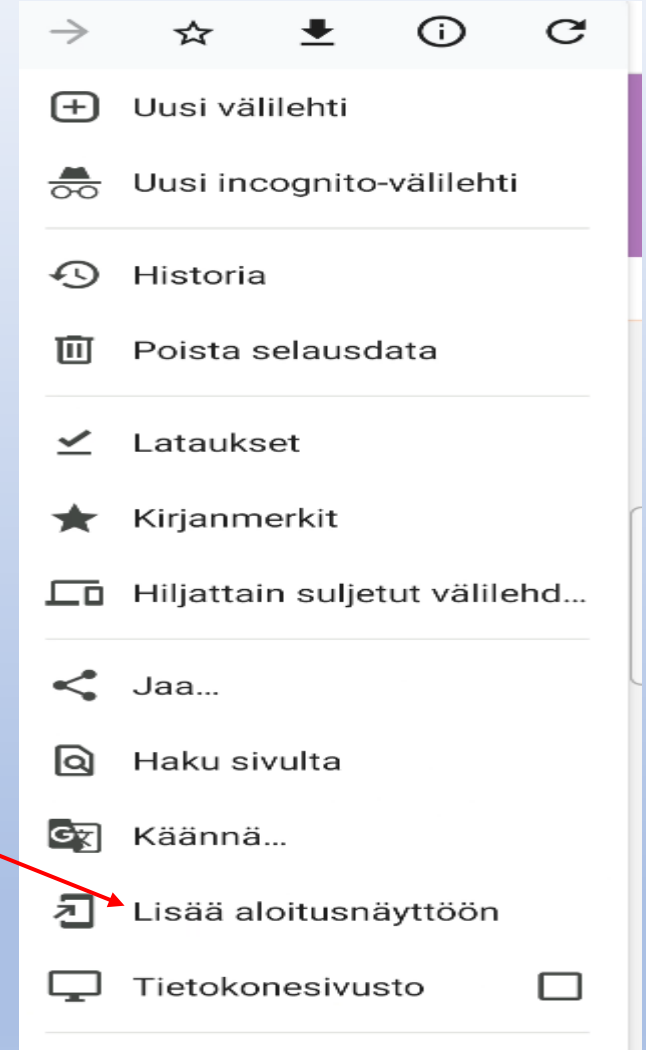 Uusi välilehti
Uusi incognito-välilehti
Historia
Poista selausdata
Lataukset
Kirjanmerkit
Hiljattain suljetut välilehd...
Jaa...
Haku sivulta
Käännä...
Lisää aloitusnäyttöön
Tietokonesivusto